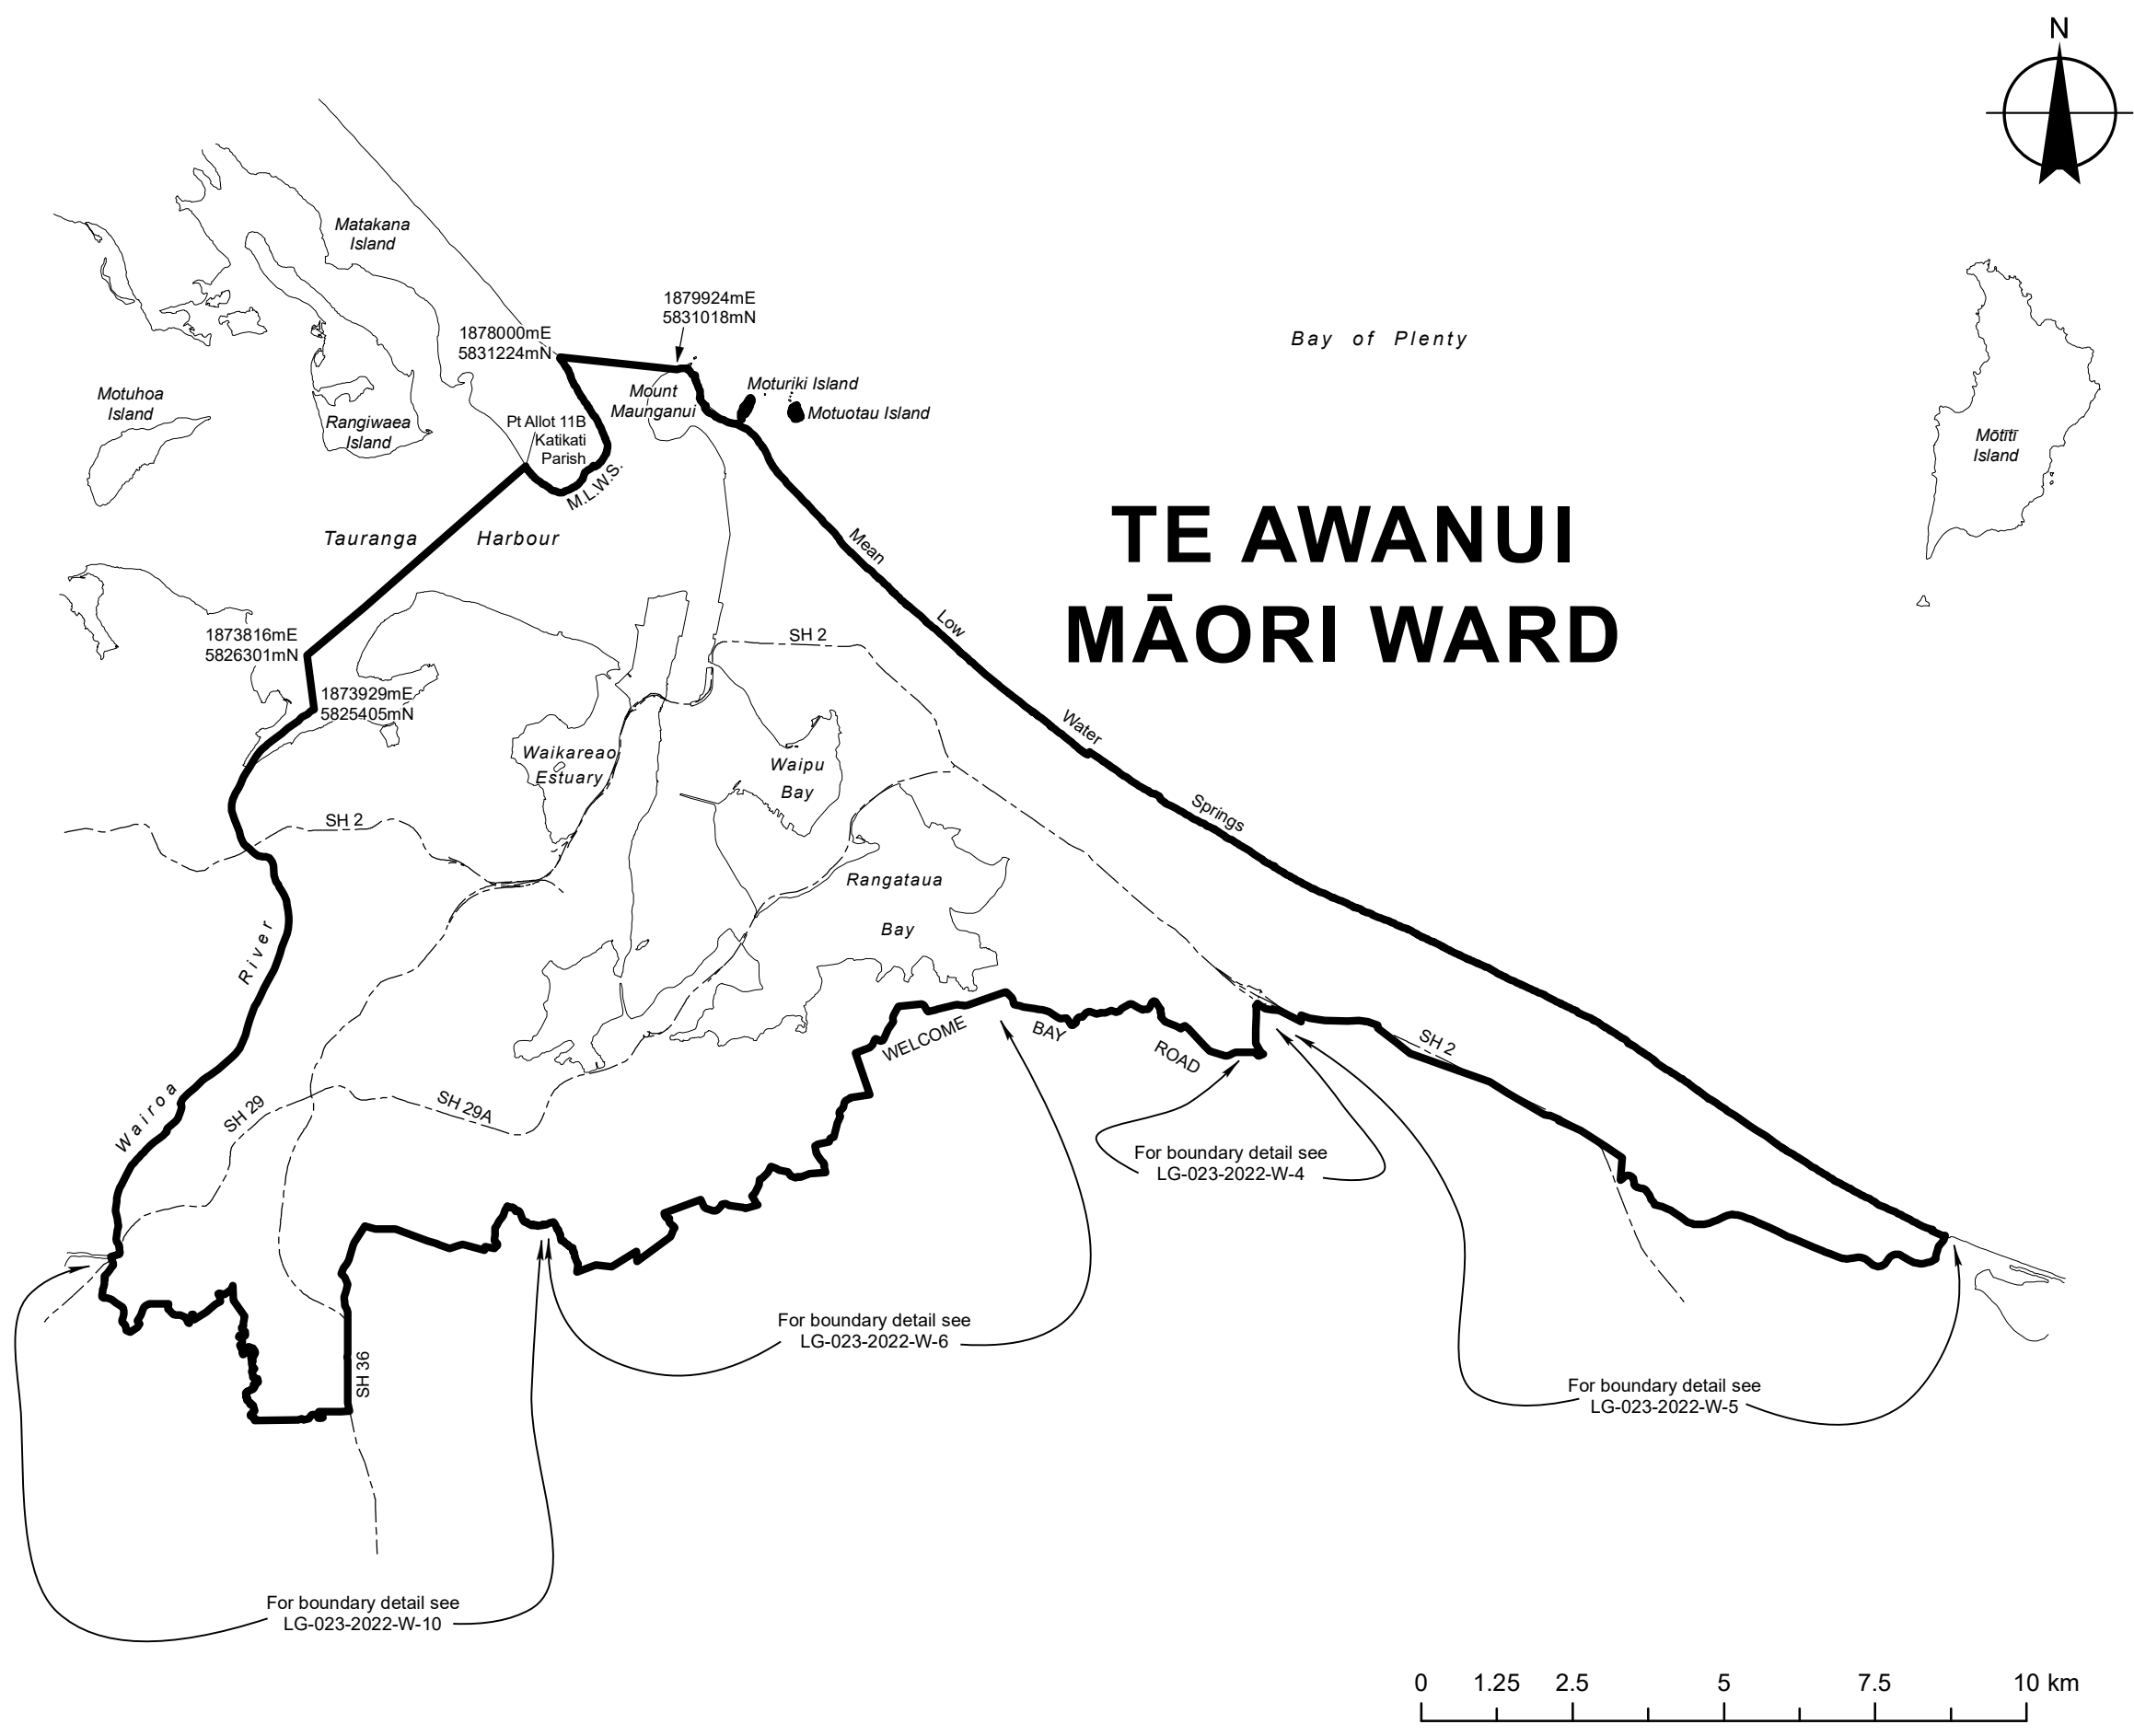 N
Matakana
Island
1879924mE
5831018mN
1878000mE
5831224mN
Bay of Plenty
Moturiki Island
Mount
Maunganui
Motuotau Island
Motuhoa
Island
Rangiwaea
Island
Pt Allot 11B
Katikati
Parish
M.L.W.S.
Mōtītī
Island
TE AWANUI
MĀORI WARD
Tauranga Harbour
Mean Low Water Springs
1873816mE
5826301mN
SH 2
1873929mE
5825405mN
Waikareao
Estuary
Waipu
Bay
SH 2
Rangataua
Bay
Wairoa River
WELCOME BAY ROAD
SH 2
SH 29
SH 29A
For boundary detail see
LG-023-2022-W-4
For boundary detail see
LG-023-2022-W-6
SH 36
For boundary detail see
LG-023-2022-W-5
For boundary detail see
LG-023-2022-W-10
0 1.25 2.5 5 7.5 10 km